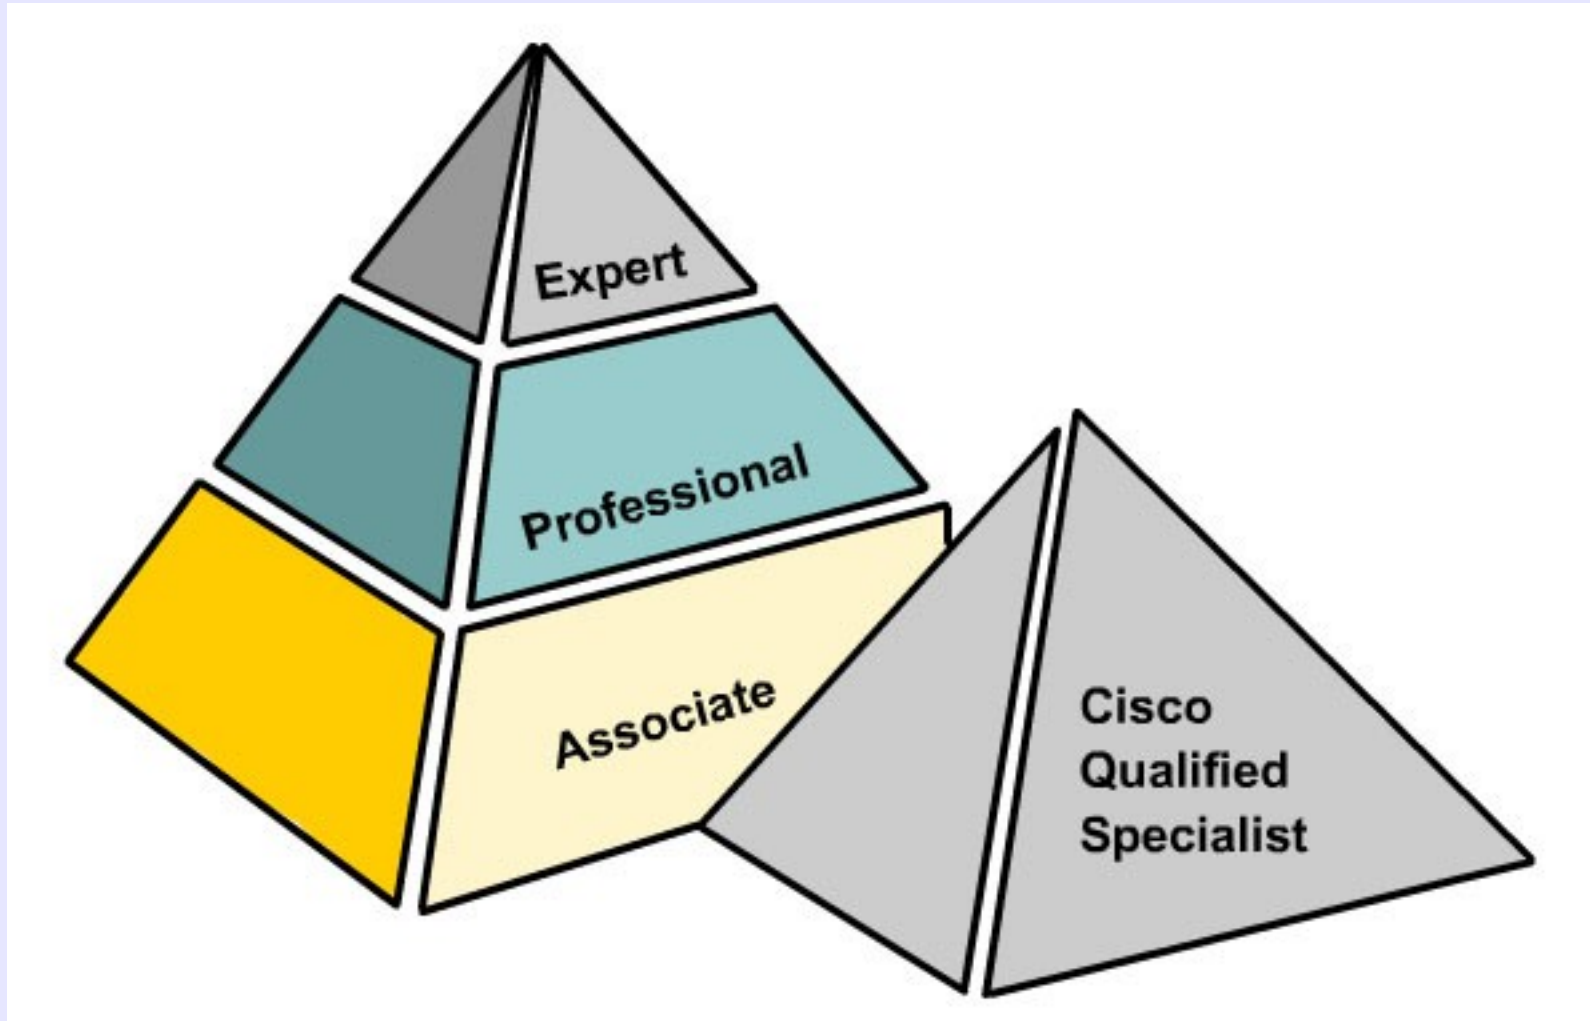 Expert
Professional
Associate
Cisco
Qualified
Specialist